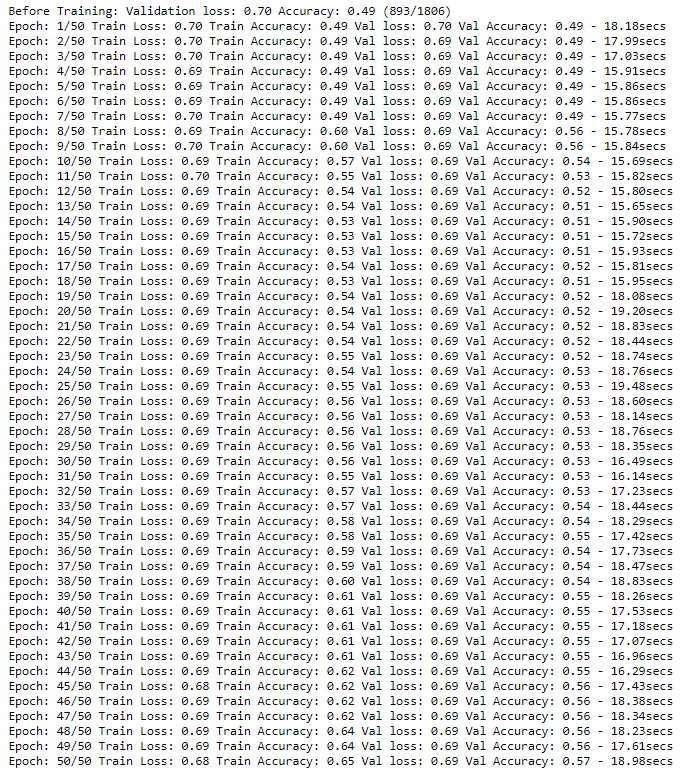 Before Training: Validation loss: 0.70 Accuracy: 0.49 (893/1806)
Epoch: 1/50 Train Loss: 0.70 Train Accuracy: 0.49 Val loss: 0.70 Val Accuracy: 0.49 - 18.18secs
Epoch: 2/50 Train Loss: 0.70 Train Accuracy: 0.49 Val loss: 0.70 Val Accuracy: 0.49 - 17.99secs
Epoch: 3/50 Train Loss: 0.70 Train Accuracy: 0.49 Val loss: 0.70 Val Accuracy: 0.49 - 17.03secs
Epoch: 4/50 Train Loss: 0.69 Train Accuracy: 0.49 Val loss: 0.69 Val Accuracy: 0.49 - 15.91secs
Epoch: 5/50 Train Loss: 0.69 Train Accuracy: 0.49 Val loss: 0.69 Val Accuracy: 0.49 - 15.86secs
Epoch: 6/50 Train Loss: 0.69 Train Accuracy: 0.49 Val loss: 0.69 Val Accuracy: 0.49 - 15.86secs
Epoch: 7/50 Train Loss: 0.70 Train Accuracy: 0.49 Val loss: 0.69 Val Accuracy: 0.49 - 15.77secs
Epoch: 8/50 Train Loss: 0.69 Train Accuracy: 0.60 Val loss: 0.69 Val Accuracy: 0.56 - 15.78secs
Epoch: 9/50 Train Loss: 0.70 Train Accuracy: 0.60 Val loss: 0.69 Val Accuracy: 0.56 - 15.84secs
Epoch: 10/50 Train Loss: 0.69 Train Accuracy: 0.57 Val loss: 0.69 Val Accuracy: 0.54 - 15.69secs
Epoch: 11/50 Train Loss: 0.70 Train Accuracy: 0.55 Val loss: 0.69 Val Accuracy: 0.53 - 15.82secs
Epoch: 12/50 Train Loss: 0.69 Train Accuracy: 0.54 Val loss: 0.69 Val Accuracy: 0.52 - 15.80secs
Epoch: 13/50 Train Loss: 0.69 Train Accuracy: 0.54 Val loss: 0.69 Val Accuracy: 0.51 - 15.65secs
Epoch: 14/50 Train Loss: 0.69 Train Accuracy: 0.53 Val loss: 0.69 Val Accuracy: 0.51 - 15.90secs
Epoch: 15/50 Train Loss: 0.69 Train Accuracy: 0.53 Val loss: 0.69 Val Accuracy: 0.51 - 15.72secs
Epoch: 16/50 Train Loss: 0.69 Train Accuracy: 0.53 Val loss: 0.69 Val Accuracy: 0.51 - 15.93secs
Epoch: 17/50 Train Loss: 0.69 Train Accuracy: 0.54 Val loss: 0.69 Val Accuracy: 0.52 - 15.81secs
Epoch: 18/50 Train Loss: 0.69 Train Accuracy: 0.53 Val loss: 0.69 Val Accuracy: 0.51 - 15.95secs
Epoch: 19/50 Train Loss: 0.69 Train Accuracy: 0.54 Val loss: 0.69 Val Accuracy: 0.52 - 18.08secs
Epoch: 20/50 Train Loss: 0.69 Train Accuracy: 0.54 Val loss: 0.69 Val Accuracy: 0.52 - 19.20secs
Epoch: 21/50 Train Loss: 0.69 Train Accuracy: 0.54 Val loss: 0.69 Val Accuracy: 0.52 - 18.83secs
Epoch: 22/50 Train Loss: 0.69 Train Accuracy: 0.54 Val loss: 0.69 Val Accuracy: 0.52 - 18.44secs
Epoch: 23/50 Train Loss: 0.69 Train Accuracy: 0.55 Val loss: 0.69 Val Accuracy: 0.52 - 18.74secs
Epoch: 24/50 Train Loss: 0.69 Train Accuracy: 0.54 Val loss: 0.69 Val Accuracy: 0.53 - 18.76secs
Epoch: 25/50 Train Loss: 0.69 Train Accuracy: 0.55 Val loss: 0.69 Val Accuracy: 0.53 - 19.48secs
Epoch: 26/50 Train Loss: 0.69 Train Accuracy: 0.56 Val loss: 0.69 Val Accuracy: 0.53 - 18.60secs
Epoch: 27/50 Train Loss: 0.69 Train Accuracy: 0.56 Val loss: 0.69 Val Accuracy: 0.53 - 18.14secs
Epoch: 28/50 Train Loss: 0.69 Train Accuracy: 0.56 Val loss: 0.69 Val Accuracy: 0.53 - 18.76secs
Epoch: 29/50 Train Loss: 0.69 Train Accuracy: 0.56 Val loss: 0.69 Val Accuracy: 0.53 - 18.35secs
Epoch: 30/50 Train Loss: 0.69 Train Accuracy: 0.56 Val loss: 0.69 Val Accuracy: 0.53 - 16.49secs
Epoch: 31/50 Train Loss: 0.69 Train Accuracy: 0.55 Val loss: 0.69 Val Accuracy: 0.53 - 16.14secs
Epoch: 32/50 Train Loss: 0.69 Train Accuracy: 0.57 Val loss: 0.69 Val Accuracy: 0.53 - 17.23secs
Epoch: 33/50 Train Loss: 0.69 Train Accuracy: 0.57 Val loss: 0.69 Val Accuracy: 0.54 - 18.44secs
Epoch: 34/50 Train Loss: 0.69 Train Accuracy: 0.58 Val loss: 0.69 Val Accuracy: 0.54 - 18.29secs
Epoch: 35/50 Train Loss: 0.69 Train Accuracy: 0.58 Val loss: 0.69 Val Accuracy: 0.55 - 17.42secs
Epoch: 36/50 Train Loss: 0.69 Train Accuracy: 0.59 Val loss: 0.69 Val Accuracy: 0.54 - 17.73secs
Epoch: 37/50 Train Loss: 0.69 Train Accuracy: 0.59 Val loss: 0.69 Val Accuracy: 0.54 - 18.47secs
Epoch: 38/50 Train Loss: 0.69 Train Accuracy: 0.60 Val loss: 0.69 Val Accuracy: 0.54 - 18.83secs
Epoch: 39/50 Train Loss: 0.69 Train Accuracy: 0.61 Val loss: 0.69 Val Accuracy: 0.55 - 18.26secs
Epoch: 40/50 Train Loss: 0.69 Train Accuracy: 0.61 Val loss: 0.69 Val Accuracy: 0.55 - 17.53secs
Epoch: 41/50 Train Loss: 0.69 Train Accuracy: 0.61 Val loss: 0.69 Val Accuracy: 0.55 - 17.18secs
Epoch: 42/50 Train Loss: 0.69 Train Accuracy: 0.61 Val loss: 0.69 Val Accuracy: 0.55 - 17.07secs
Epoch: 43/50 Train Loss: 0.69 Train Accuracy: 0.61 Val loss: 0.69 Val Accuracy: 0.55 - 16.96secs
Epoch: 44/50 Train Loss: 0.69 Train Accuracy: 0.62 Val loss: 0.69 Val Accuracy: 0.55 - 16.29secs
Epoch: 45/50 Train Loss: 0.68 Train Accuracy: 0.62 Val loss: 0.69 Val Accuracy: 0.56 - 17.43secs
Epoch: 46/50 Train Loss: 0.69 Train Accuracy: 0.62 Val loss: 0.69 Val Accuracy: 0.56 - 18.38secs
Epoch: 47/50 Train Loss: 0.69 Train Accuracy: 0.62 Val loss: 0.69 Val Accuracy: 0.56 - 18.34secs
Epoch: 48/50 Train Loss: 0.69 Train Accuracy: 0.64 Val loss: 0.69 Val Accuracy: 0.56 - 18.23secs
Epoch: 49/50 Train Loss: 0.69 Train Accuracy: 0.64 Val loss: 0.69 Val Accuracy: 0.56 - 17.61secs
Epoch: 50/50 Train Loss: 0.68 Train Accuracy: 0.65 Val loss: 0.69 Val Accuracy: 0.57 - 18.98secs